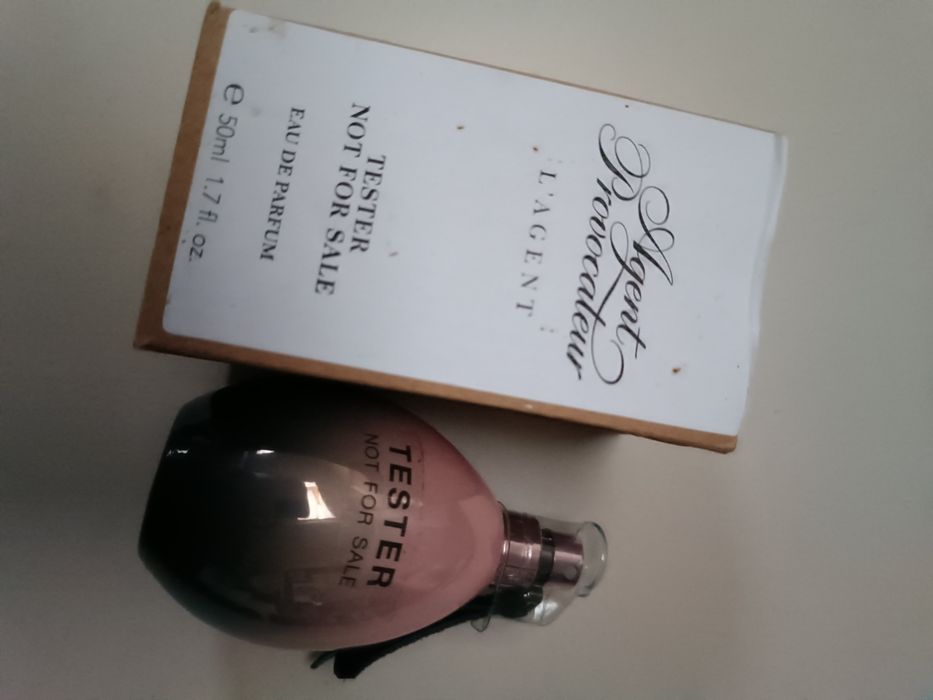 Agent
Provocateur
L'AGENT
TESTER
NOT FOR SALE
EAU DE PARFUM
e 50ml 1.7 fl. oz.
TESTER
NOT FOR SALE